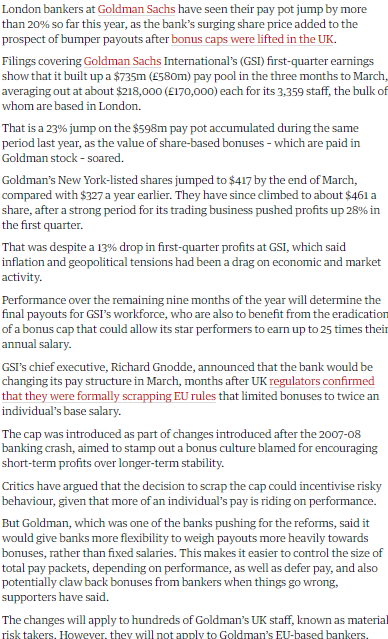 London bankers at Goldman Sachs have seen their pay pot jump by more
than 20% so far this year, as the bank's surging share price added to the
prospect of bumper payouts after bonus caps were lifted in the UK.
Filings covering Goldman Sachs International's (GSI) first-quarter earnings
show that it built up a $735m (£580m) pay pool in the three months to March,
averaging out at about $218,000 (£170,000) each for its 3,359 staff, the bulk of
whom are based in London.
That is a 23% jump on the $598m pay pot accumulated during the same
period last year, as the value of share-based bonuses – which are paid in
Goldman stock – soared.
Goldman's New York-listed shares jumped to $417 by the end of March,
compared with $327 a year earlier. They have since climbed to about $461 a
share, after a strong period for its trading business pushed profits up 28% in
the first quarter.
That was despite a 13% drop in first-quarter profits at GSI, which said
inflation and geopolitical tensions had been a drag on economic and market
activity.
Performance over the remaining nine months of the year will determine the
final payouts for GSI's workforce, who are also to benefit from the eradication
of a bonus cap that could allow its star performers to earn up to 25 times their
annual salary.
GSI's chief executive, Richard Gnodde, announced that the bank would be
changing its pay structure in March, months after UK regulators confirmed
that they were formally scrapping EU rules that limited bonuses to twice an
individual's base salary.
The cap was introduced as part of changes introduced after the 2007-08
banking crash, aimed to stamp out a bonus culture blamed for encouraging
short-term profits over longer-term stability.
Critics have argued that the decision to scrap the cap could incentivise risky
behaviour, given that more of an individual's pay is riding on performance.
But Goldman, which was one of the banks pushing for the reforms, said it
would give banks more flexibility to weigh payouts more heavily towards
bonuses, rather than fixed salaries. This makes it easier to control the size of
total pay packets, depending on performance, as well as defer pay, and also
potentially claw back bonuses from bankers when things go wrong,
supporters have said.
The changes will apply to hundreds of Goldman's UK staff, known as material
risk takers. However, they will not apply to Goldman's EU-based bankers,